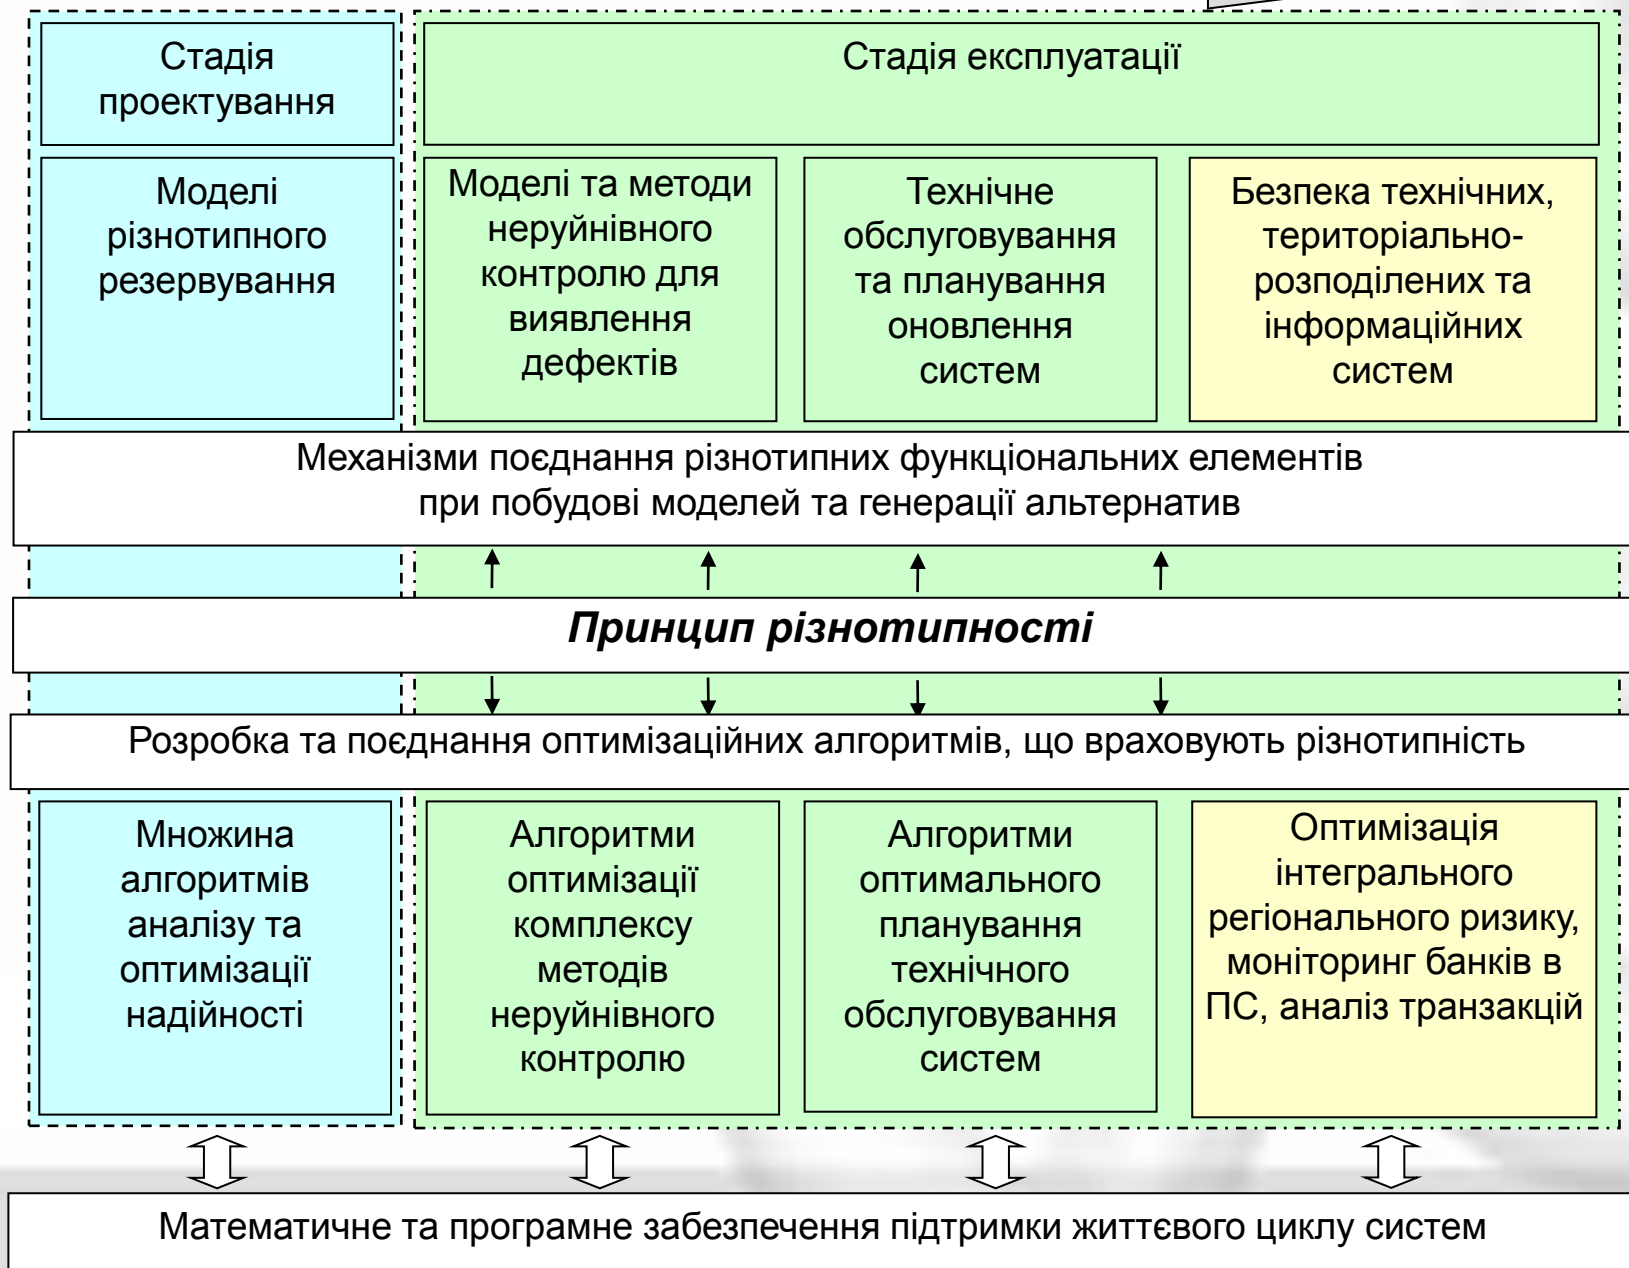 Стадія
проектування
Стадія експлуатації
Моделі
різнотипного
резервування
Моделі та методи
неруйнівного
контролю для
виявлення
дефектів
Технічне
обслуговування
та планування
оновлення
систем
Безпека технічних,
територіально-
розподілених та
інформаційних
систем
Механізми поєднання різнотипних функціональних елементів
при побудові моделей та генерації альтернатив
Принцип різнотипності
Розробка та поєднання оптимізаційних алгоритмів, що враховують різнотипність
Множина
алгоритмів
аналізу та
оптимізації
надійності
Алгоритми
оптимізації
комплексу
методів
неруйнівного
контролю
Алгоритми
оптимального
планування
технічного
обслуговування
систем
Оптимізація
інтегрального
регіонального ризику,
моніторинг банків в
ПС, аналіз транзакцій
Математичне та програмне забезпечення підтримки життєвого циклу систем